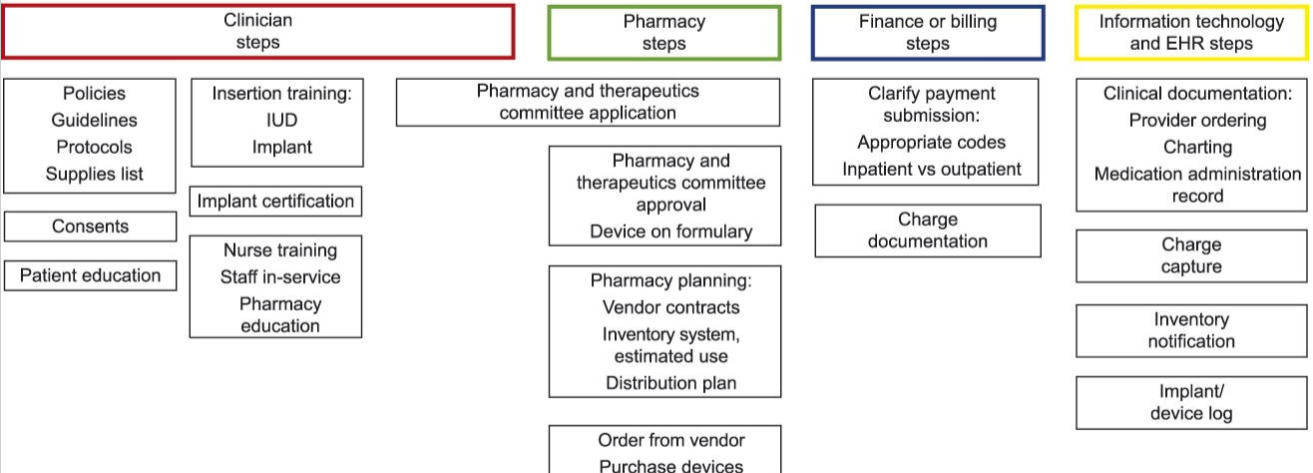 Clinician
steps
Pharmacy
steps
Finance or billing
steps
Information technology
and EHR steps
Policies
Guidelines
Protocols
Supplies list
Consents
Patient education
Insertion training:
IUD
Implant
Implant certification
Nurse training
Staff in-service
Pharmacy
education
Pharmacy and therapeutics
committee application
Pharmacy and
therapeutics committee
approval
Device on formulary
Pharmacy planning:
Vendor contracts
Inventory system,
estimated use
Distribution plan
Order from vendor
Purchase devices
Clarify payment
submission:
Appropriate codes
Inpatient vs outpatient
Charge
documentation
Clinical documentation:
Provider ordering
Charting
Medication administration
record
Charge
capture
Inventory
notification
Implant/
device log